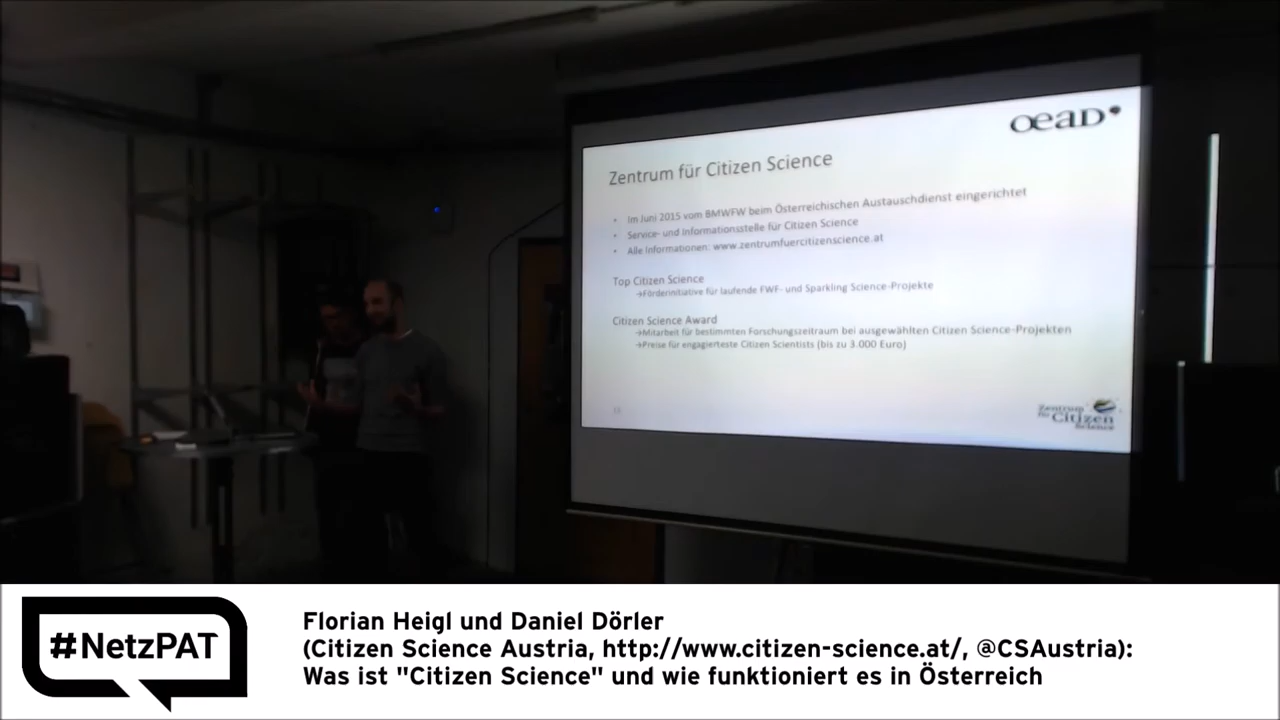 OeAD
Zentrum für Citizen Science
• Im Juni 2015 vom BMWFW beim Österreichischen Austauschdienst eingerichtet
• Service- und Informationsstelle für Citizen Science
• Alle Informationen: www.zentrumfuercitizenscience.at
Top Citizen Science
→Förderinitiative für laufende FWF- und Sparkling Science-Projekte
Citizen Science Award
→Mitarbeit für bestimmten Forschungszeitraum bei ausgewählten Citizen Science-Projekten
→Preise für engagierteste Citizen Scientists (bis zu 3.000 Euro)
Zentrum
für Citizen
Science
#NetzPAT
Florian Heigl und Daniel Dörler
(Citizen Science Austria, http://www.citizen-science.at/, @CSAustria):
Was ist "Citizen Science" und wie funktioniert es in Österreich